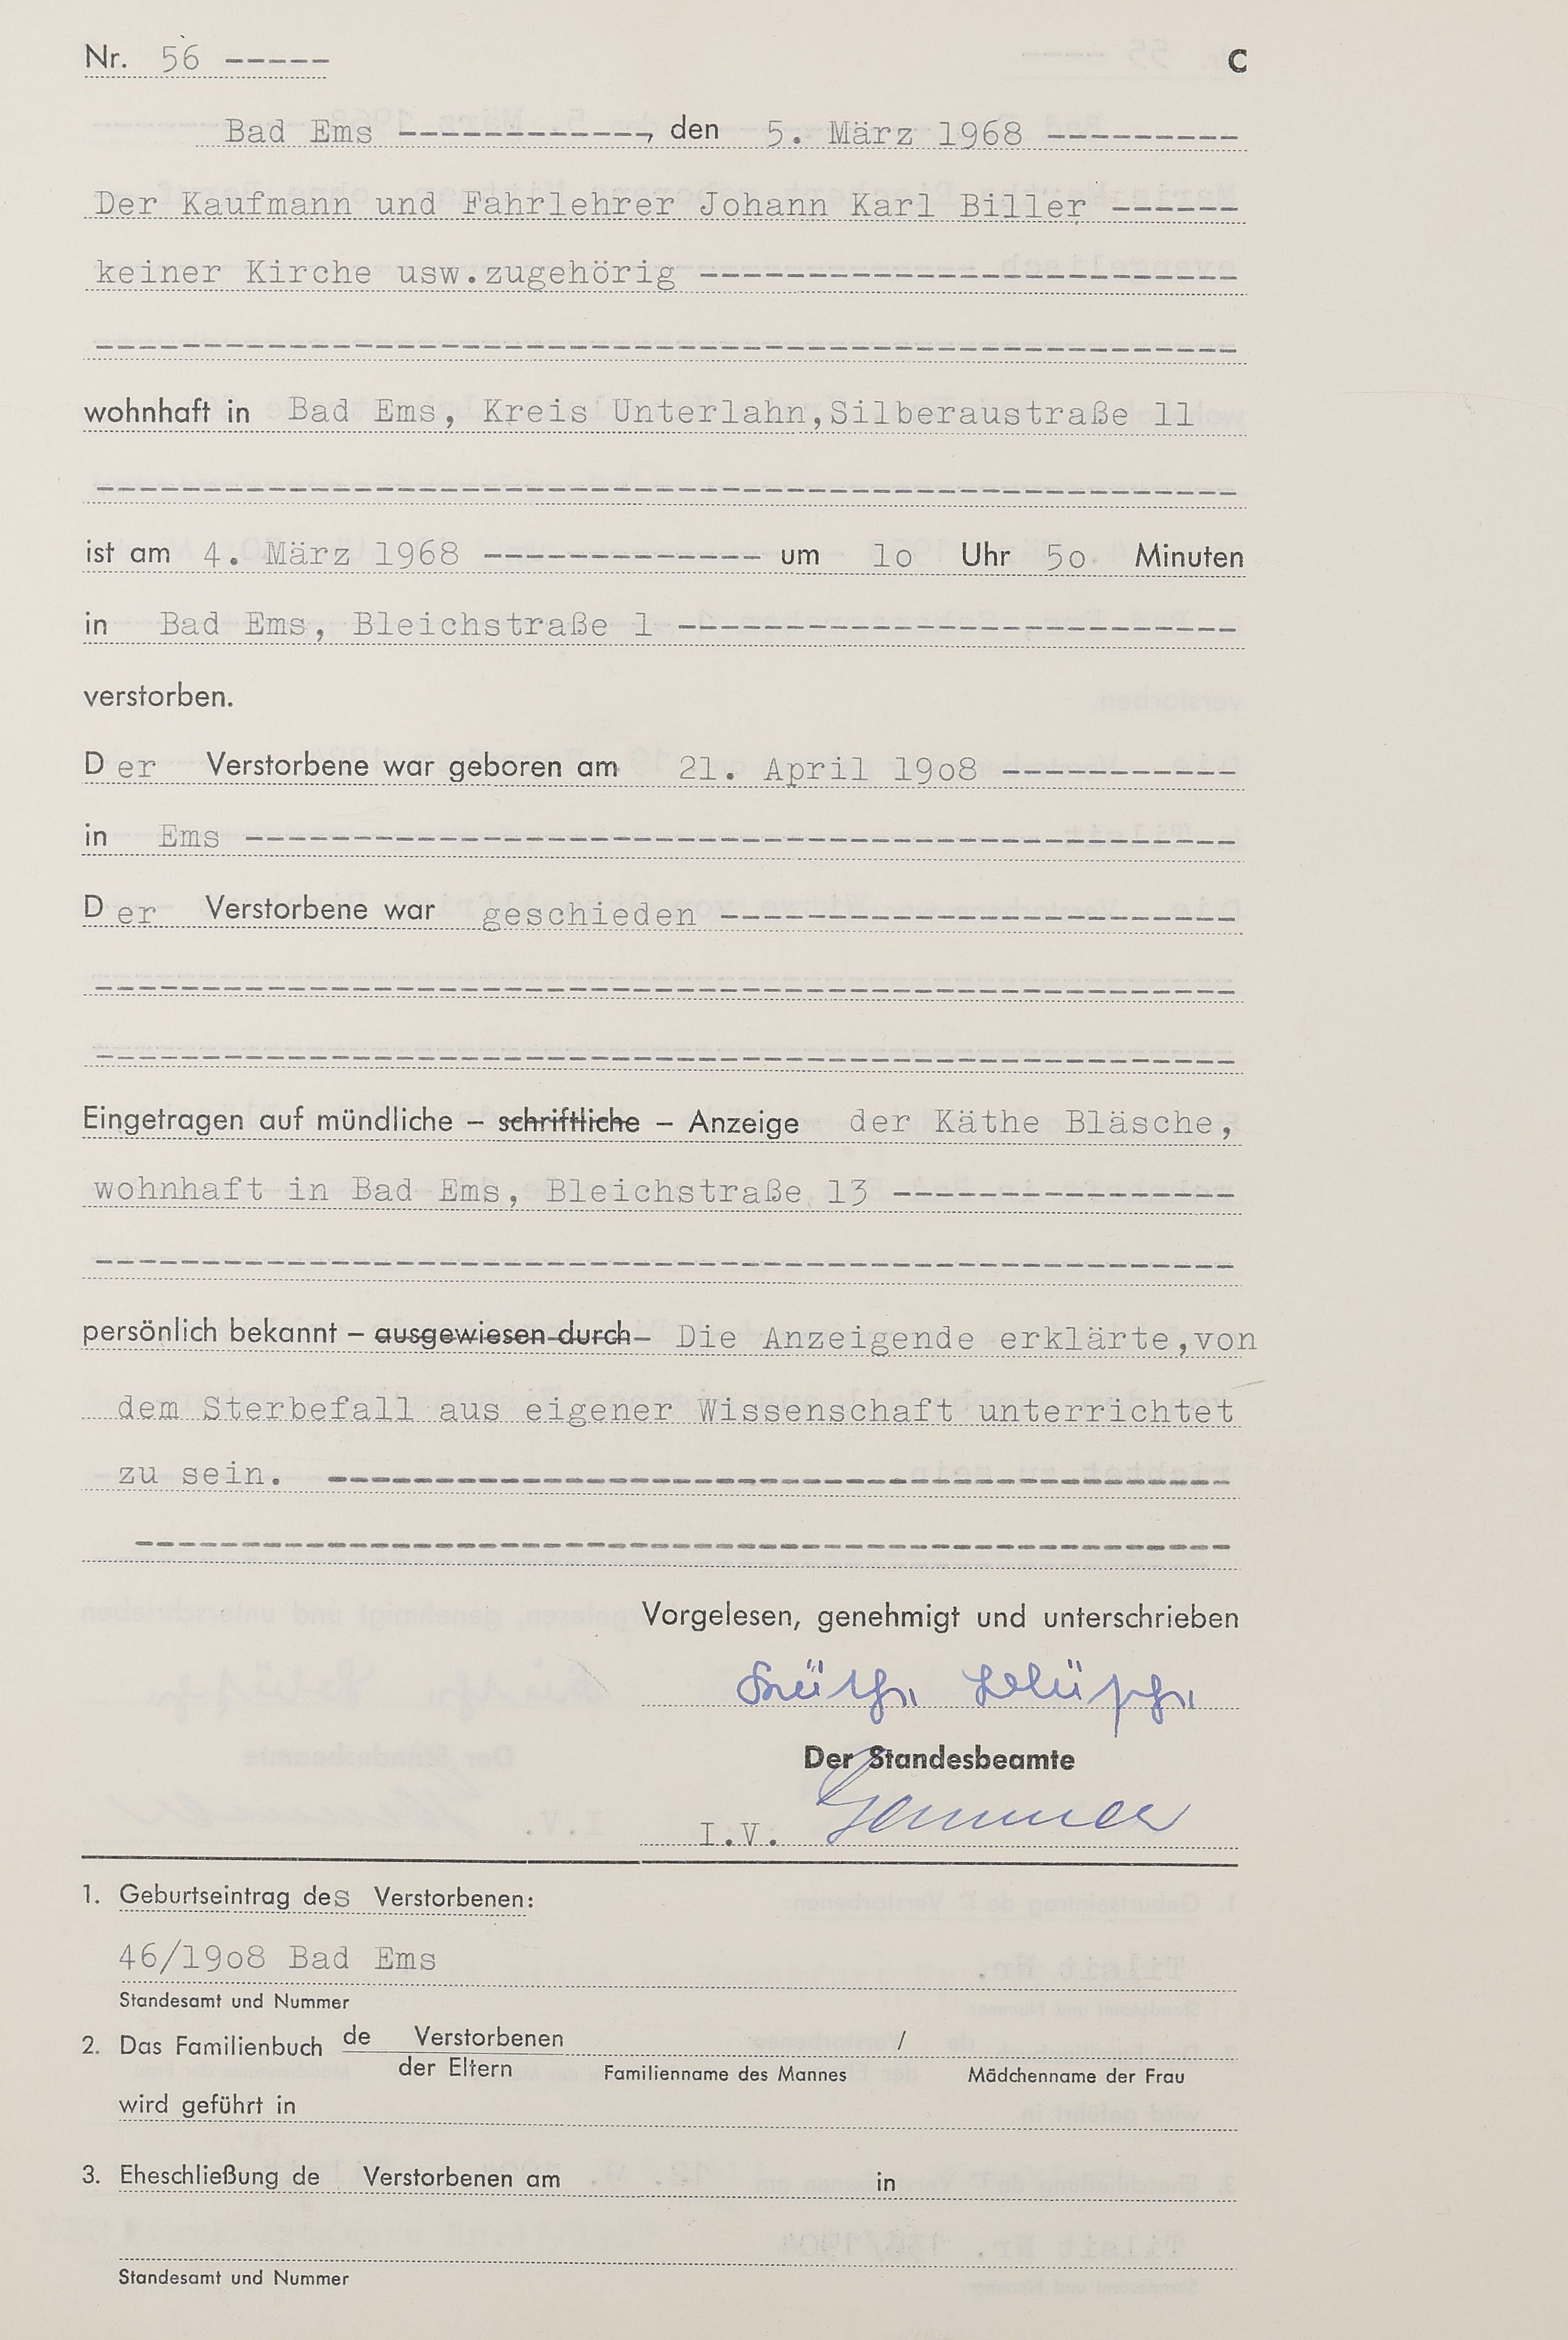 Nr. 56 ----- C
Bad Ems ------------, den 5. März 1968 ---------
Der Kaufmann und Fahrlehrer Johann Karl Biller ------
keiner Kirche usw.zugehörig -------------------------
wohnhaft in Bad Ems, Kreis Unterlahn,Silberaustraße 11
ist am 4. März 1968 ------------- um 1o Uhr 5o Minuten
in Bad Ems, Bleichstraße 1 --------------------------
verstorben.
Der Verstorbene war geboren am 21. April 19o8 -----------
in Ems ----------------------------------------------
Der Verstorbene war geschieden ------------------------
Eingetragen auf mündliche – schriftliche – Anzeige der Käthe Bläsche,
wohnhaft in Bad Ems, Bleichstraße 13 ----------------
persönlich bekannt – ausgewiesen durch – Die Anzeigende erklärte,von
dem Sterbefall aus eigener Wissenschaft unterrichtet
zu sein. ------------------------------------------
Vorgelesen, genehmigt und unterschrieben
Käthe Bläsche
Der Standesbeamte
I.V.
1. Geburtseintrag des Verstorbenen:
46/19o8 Bad Ems
Standesamt und Nummer
2. Das Familienbuch de Verstorbenen /
der Eltern Familienname des Mannes Mädchenname der Frau
wird geführt in
3. Eheschließung de Verstorbenen am in
Standesamt und Nummer